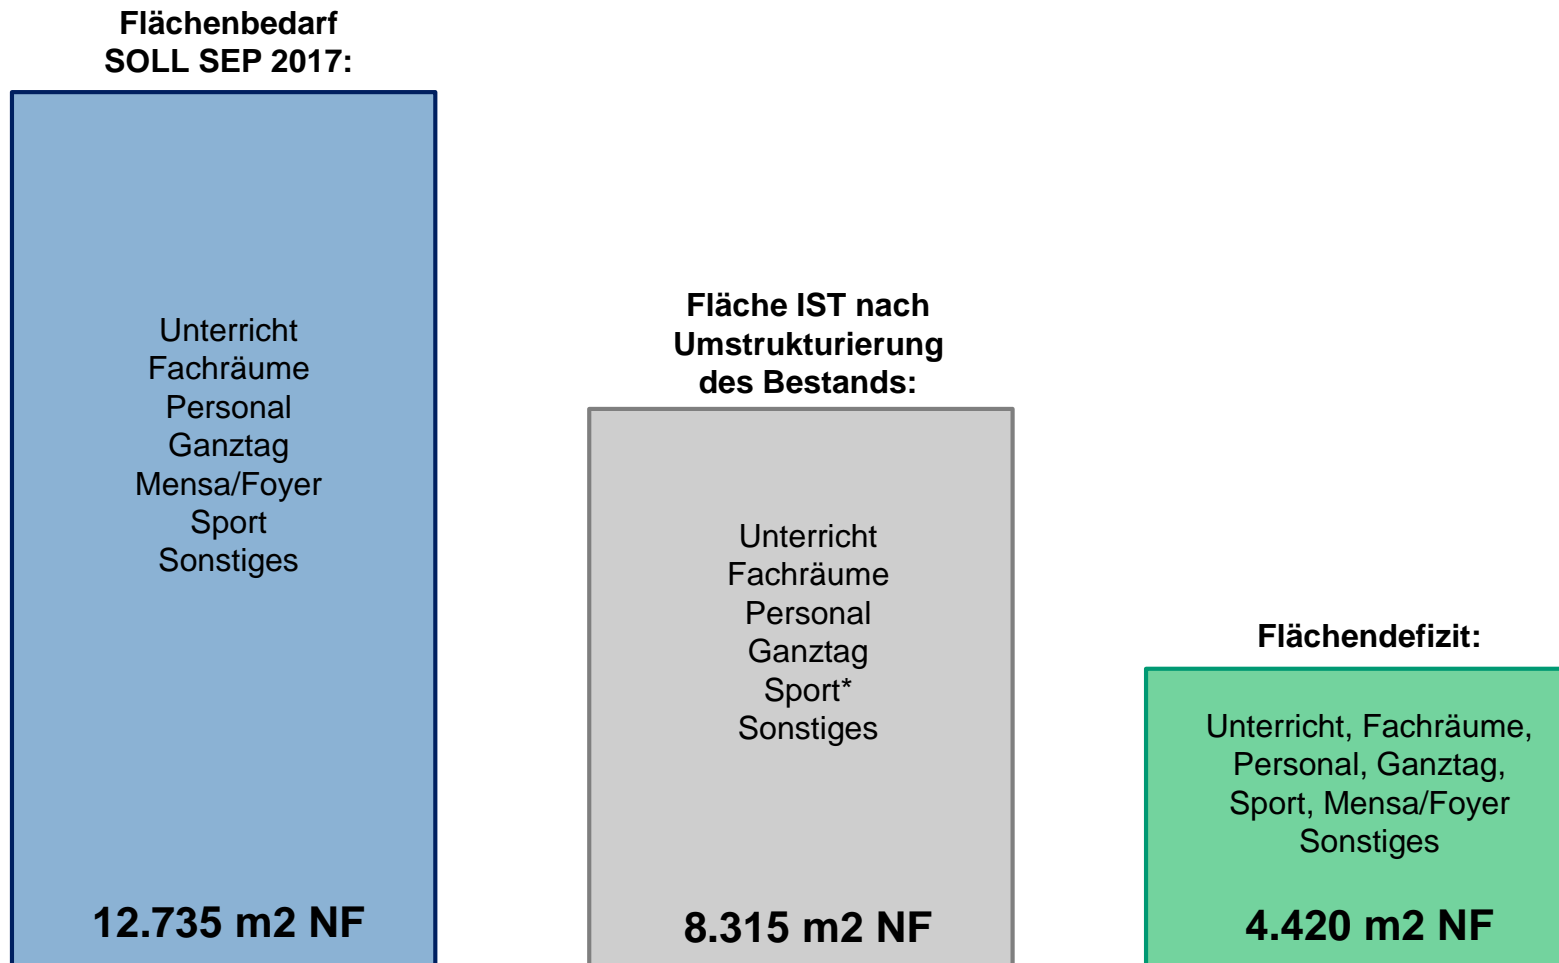 Flächenbedarf
SOLL SEP 2017:
Unterricht
Fachräume
Personal
Ganztag
Mensa/Foyer
Sport
Sonstiges
12.735 m2 NF
Fläche IST nach
Umstrukturierung
des Bestands:
Unterricht
Fachräume
Personal
Ganztag
Sport*
Sonstiges
8.315 m2 NF
Flächendefizit:
Unterricht, Fachräume,
Personal, Ganztag,
Sport, Mensa/Foyer
Sonstiges
4.420 m2 NF